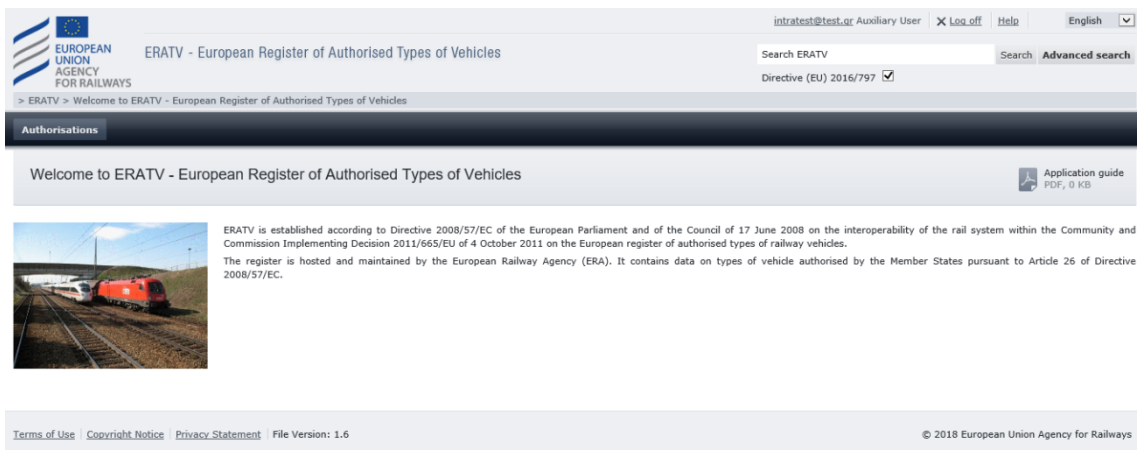 intratest@test.gr Auxiliary User X Log off Help English
EUROPEAN
UNION
AGENCY
FOR RAILWAYS
ERATV - European Register of Authorised Types of Vehicles
Search ERATV Search Advanced search
Directive (EU) 2016/797
> ERATV > Welcome to ERATV - European Register of Authorised Types of Vehicles
Authorisations
Welcome to ERATV - European Register of Authorised Types of Vehicles
Application guide
PDF, 0 KB
ERATV is established according to Directive 2008/57/EC of the European Parliament and of the Council of 17 June 2008 on the interoperability of the rail system within the Community and
Commission Implementing Decision 2011/665/EU of 4 October 2011 on the European register of authorised types of railway vehicles.
The register is hosted and maintained by the European Railway Agency (ERA). It contains data on types of vehicle authorised by the Member States pursuant to Article 26 of Directive
2008/57/EC.
Terms of Use Copyright Notice Privacy Statement File Version: 1.6 © 2018 European Union Agency for Railways